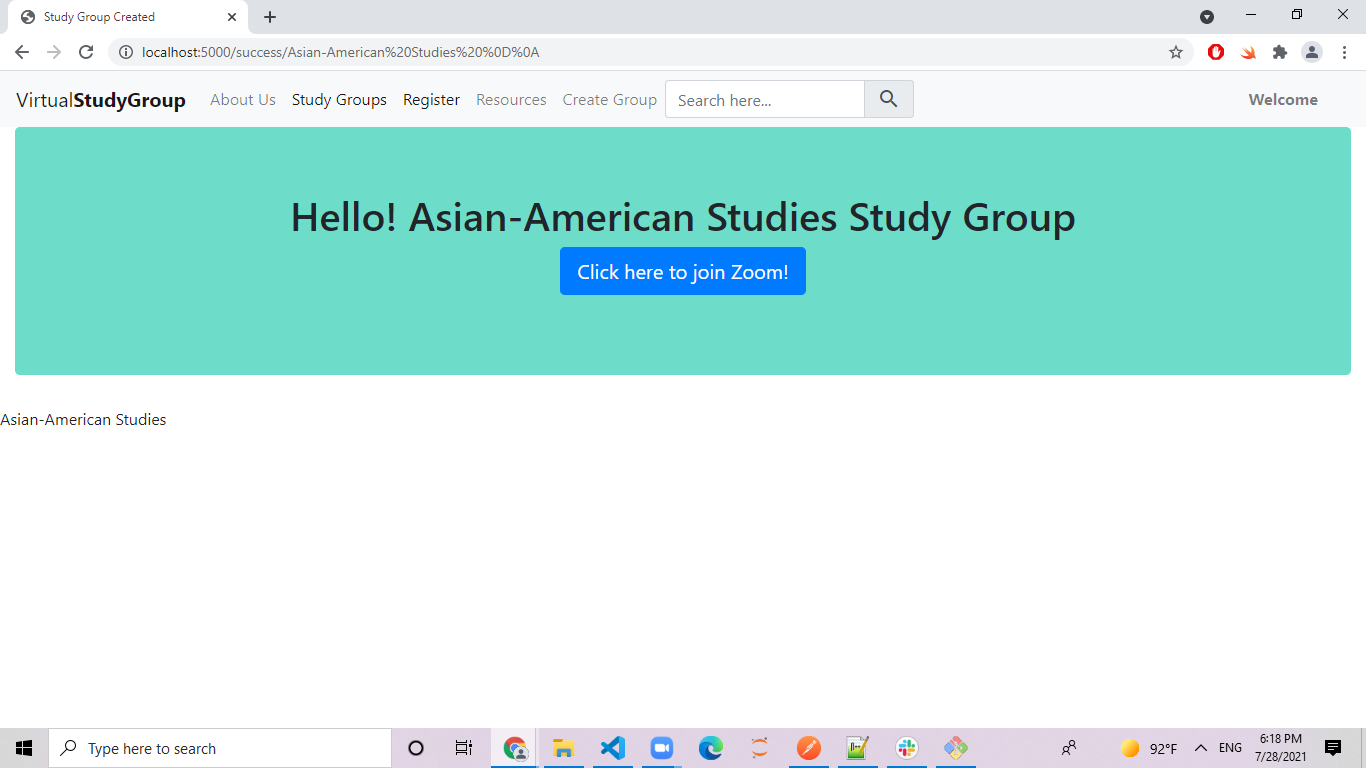 Study Group Created
localhost:5000/success/Asian-American%20Studies%20%0D%0A
VirtualStudyGroup About Us Study Groups Register Resources Create Group Search here... Welcome
Hello! Asian-American Studies Study Group
Click here to join Zoom!
Asian-American Studies
Type here to search 92°F ENG 6:18 PM
7/28/2021